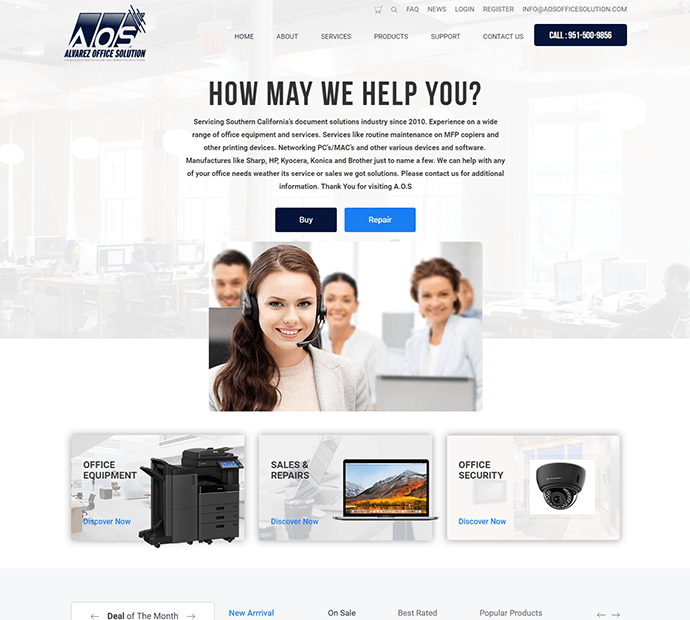 FAQ NEWS LOGIN REGISTER INFO@AOSOFFICESOLUTION.COM
A.O.S
ALVAREZ OFFICE SOLUTION
HOME ABOUT SERVICES PRODUCTS SUPPORT CONTACT US CALL : 951-500-9856
HOW MAY WE HELP YOU?
Servicing Southern California's document solutions industry since 2010. Experience on a wide
range of office equipment and services. Services like routine maintenance on MFP copiers and
other printing devices. Networking PC's/MAC's and other various devices and software.
Manufactures like Sharp, HP, Kyocera, Konica and Brother just to name a few. We can help with any
of your office needs weather its service or sales we got solutions. Please contact us for additional
information. Thank You for visiting A.O.S
Buy Repair
OFFICE
EQUIPMENT
Discover Now
SALES &
REPAIRS
Discover Now
OFFICE
SECURITY
Discover Now
Deal of The Month
New Arrrival On Sale Best Rated Popular Products